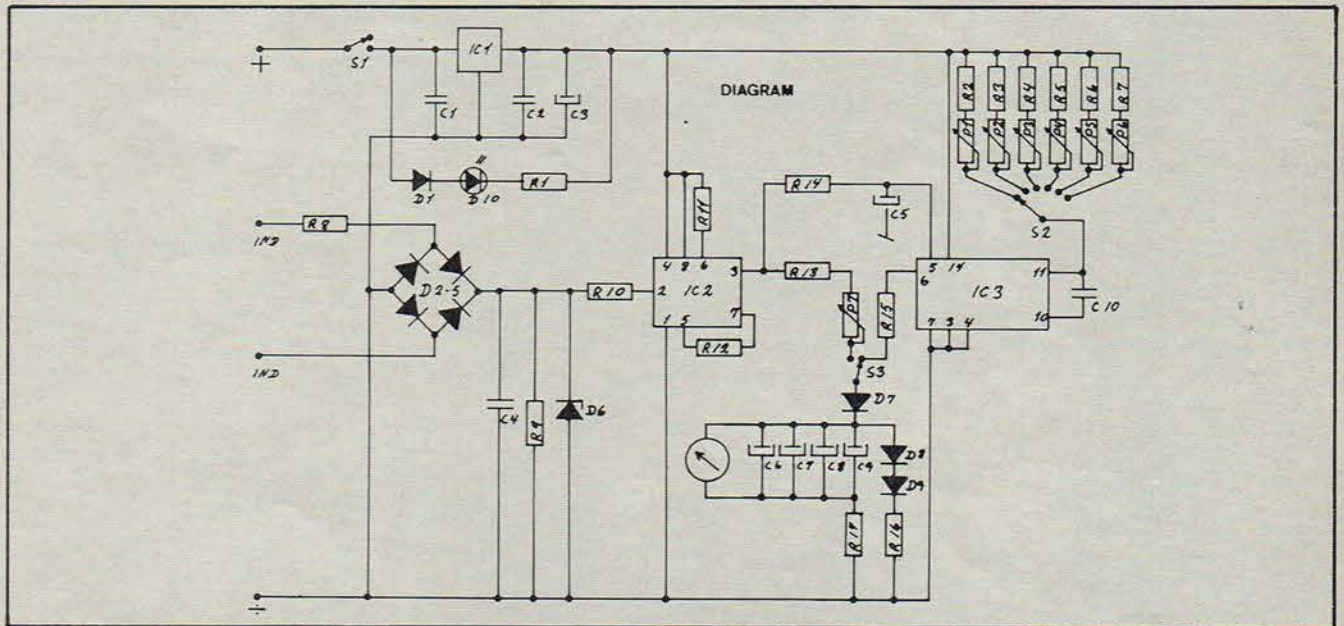 DIAGRAM
+
S1
IC1
C1
C2
C3
D1
D10
R1
R2
R3
R4
R5
R6
R7
P1
P2
P3
P4
P5
P6
S2
IND
R8
D2-5
IND
C4
R9
D6
R10
R11
4 8 6
2
IC2
3
7
1 5
R12
R14
C5
R13
P7
R15
S3
5 14
6
IC3
11
10
7 3 4
C10
D7
C6
C7
C8
C9
D8
D9
R17
R16
÷